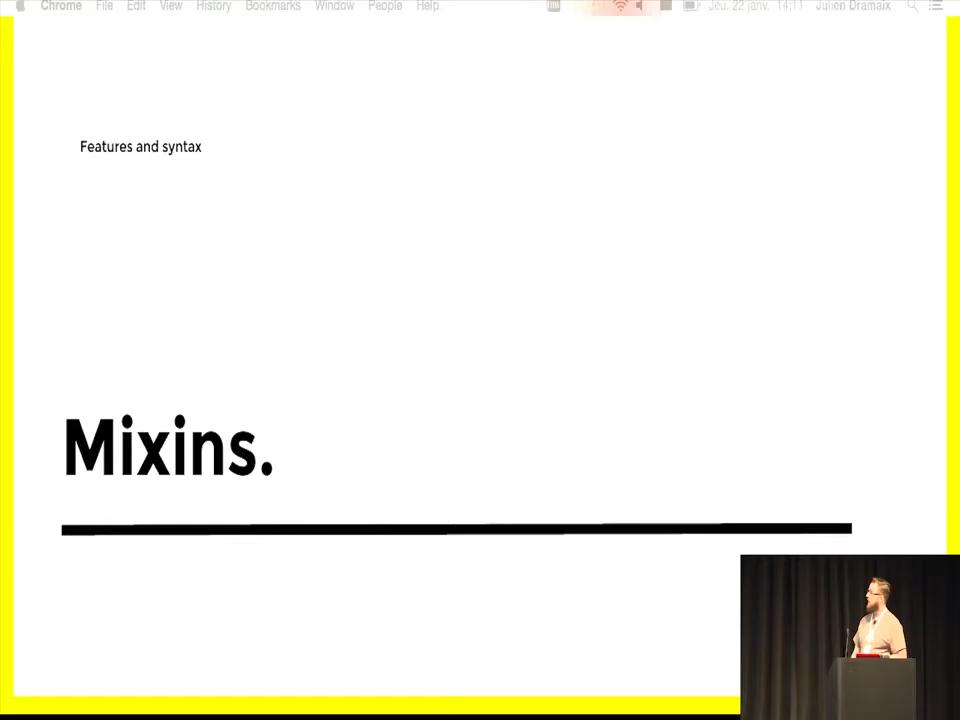 Chrome File Edit View History Bookmarks Window People Help Jeu. 22 janv. 14:11 Julien Dramaix
Features and syntax
Mixins.